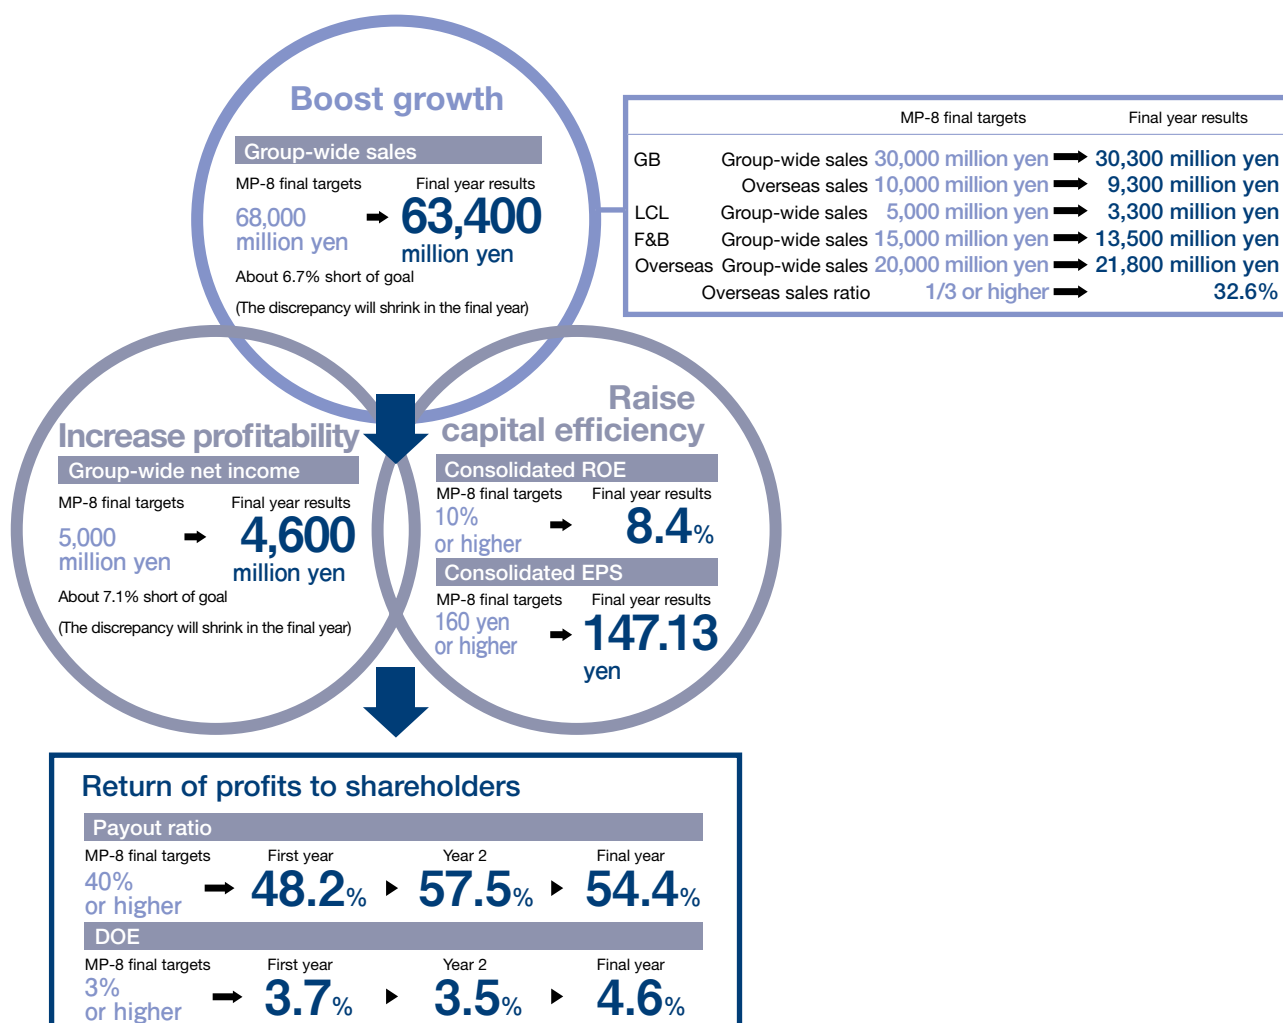 Boost growth
Group-wide sales
MP-8 final targets Final year results
68,000 million yen → 63,400 million yen
About 6.7% short of goal
(The discrepancy will shrink in the final year)
MP-8 final targets Final year results
GB Group-wide sales 30,000 million yen → 30,300 million yen
Overseas sales 10,000 million yen → 9,300 million yen
LCL Group-wide sales 5,000 million yen → 3,300 million yen
F&B Group-wide sales 15,000 million yen → 13,500 million yen
Overseas Group-wide sales 20,000 million yen → 21,800 million yen
Overseas sales ratio 1/3 or higher → 32.6%
Increase profitability
Group-wide net income
MP-8 final targets Final year results
5,000 million yen → 4,600 million yen
About 7.1% short of goal
(The discrepancy will shrink in the final year)
Raise
capital efficiency
Consolidated ROE
MP-8 final targets Final year results
10% or higher → 8.4%
Consolidated EPS
MP-8 final targets Final year results
160 yen or higher → 147.13 yen
Return of profits to shareholders
Payout ratio
MP-8 final targets First year Year 2 Final year
40% or higher → 48.2% ▶ 57.5% ▶ 54.4%
DOE
MP-8 final targets First year Year 2 Final year
3% or higher → 3.7% ▶ 3.5% ▶ 4.6%